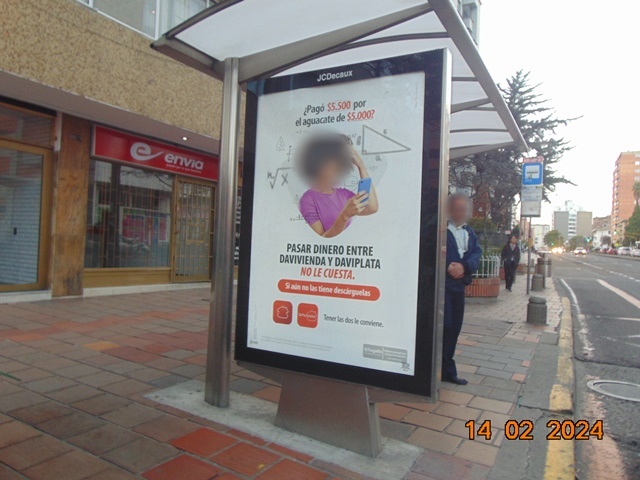 JCDecaux
¿Pagó $5.500 por
el aguacate de $5.000?
envía
PASAR DINERO ENTRE
DAVIVIENDA Y DAVIPLATA
NO LE CUESTA.
Si aún no las tiene descárguelas
Tener las dos le conviene.
14 02 2024